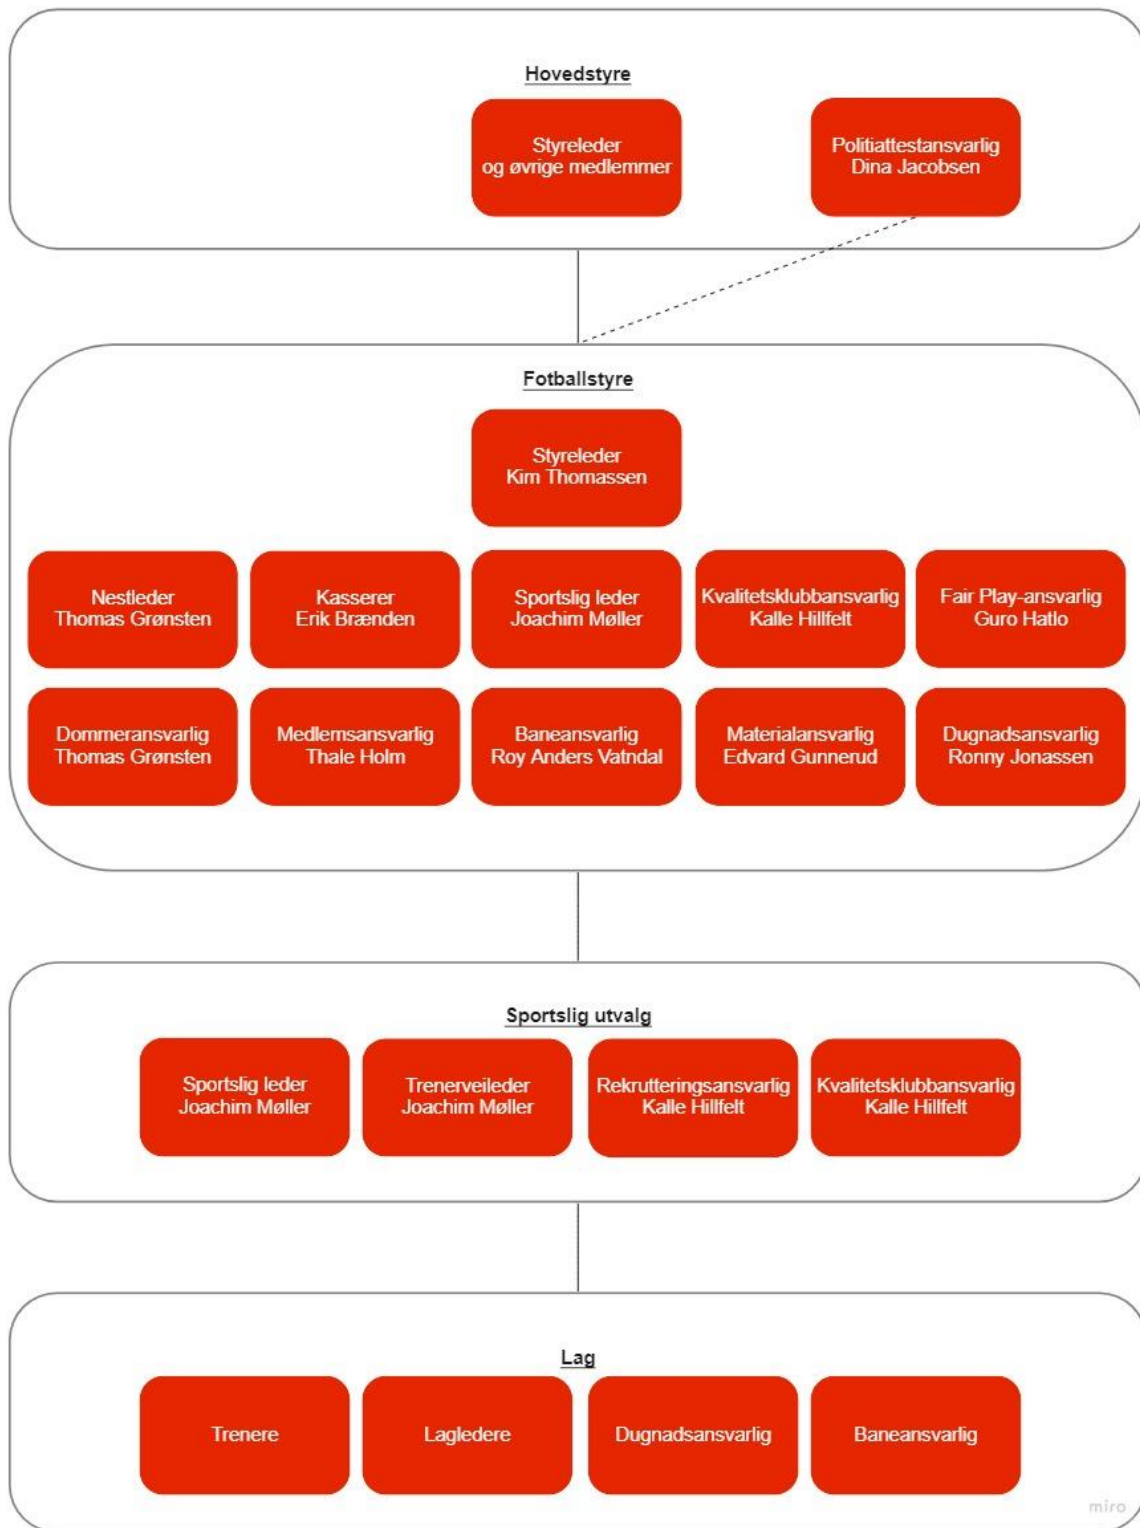 Hovedstyre
Styreleder
og øvrige medlemmer
Politiattestansvarlig
Dina Jacobsen
Fotballstyre
Styreleder
Kim Thomassen
Nestleder
Thomas Grønsten
Kasserer
Erik Brænden
Sportslig leder
Joachim Møller
Kvalitetsklubbansvarlig
Kalle Hillfelt
Fair Play-ansvarlig
Guro Hatlo
Dommeransvarlig
Thomas Grønsten
Medlemsansvarlig
Thale Holm
Baneansvarlig
Roy Anders Vatndal
Materialansvarlig
Edvard Gunnerud
Dugnadsansvarlig
Ronny Jonassen
Sportslig utvalg
Sportslig leder
Joachim Møller
Trenerveileder
Joachim Møller
Rekrutteringsansvarlig
Kalle Hillfelt
Kvalitetsklubbansvarlig
Kalle Hillfelt
Lag
Trenere
Lagledere
Dugnadsansvarlig
Baneansvarlig
miro